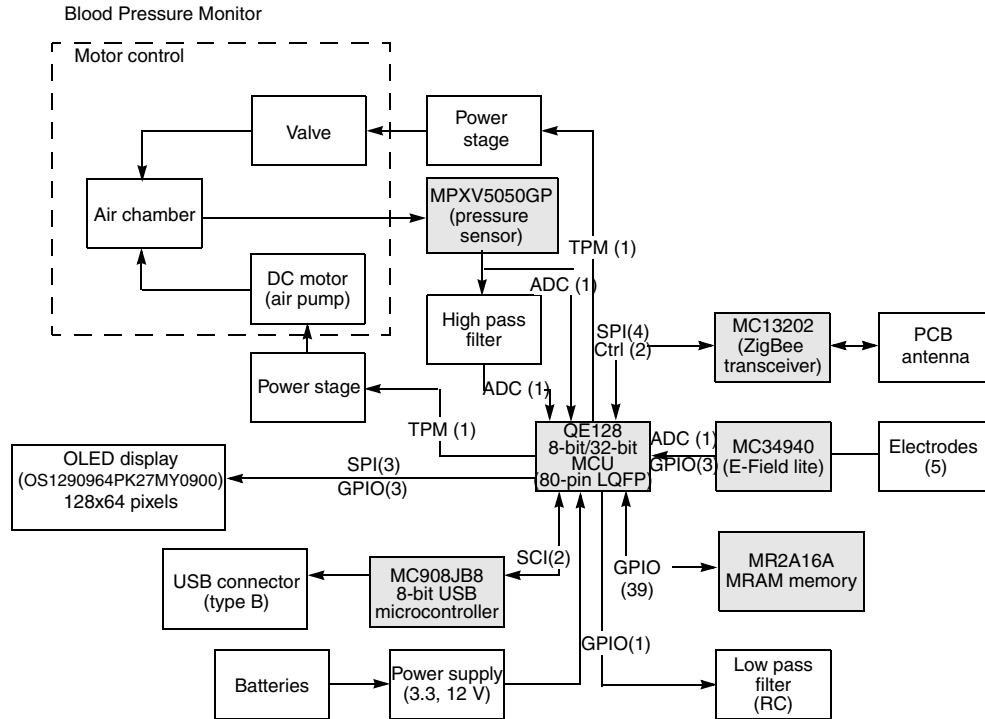 Blood Pressure Monitor
Motor control
Valve
Power
stage
Air chamber
MPXV5050GP
(pressure
sensor)
TPM (1)
DC motor
(air pump)
ADC (1)
High pass
filter
SPI(4)
Ctrl (2)
MC13202
(ZigBee
transceiver)
PCB
antenna
Power stage
ADC (1)
TPM (1)
QE128
8-bit/32-bit
MCU
(80-pin LQFP)
ADC (1)
GPIO(3)
MC34940
(E-Field lite)
Electrodes
(5)
OLED display
(OS1290964PK27MY0900)
128x64 pixels
SPI(3)
GPIO(3)
USB connector
(type B)
MC908JB8
8-bit USB
microcontroller
SCI(2)
GPIO
(39)
MR2A16A
MRAM memory
GPIO(1)
Batteries
Power supply
(3.3, 12 V)
Low pass
filter
(RC)